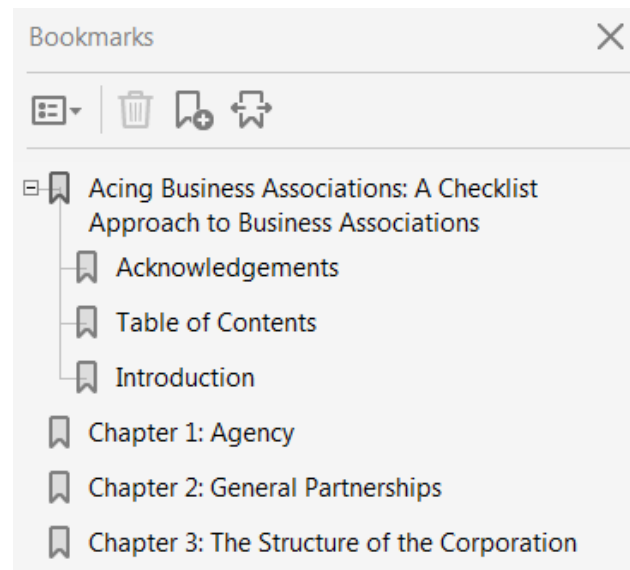 Bookmarks
Acing Business Associations: A Checklist
Approach to Business Associations
Acknowledgements
Table of Contents
Introduction
Chapter 1: Agency
Chapter 2: General Partnerships
Chapter 3: The Structure of the Corporation